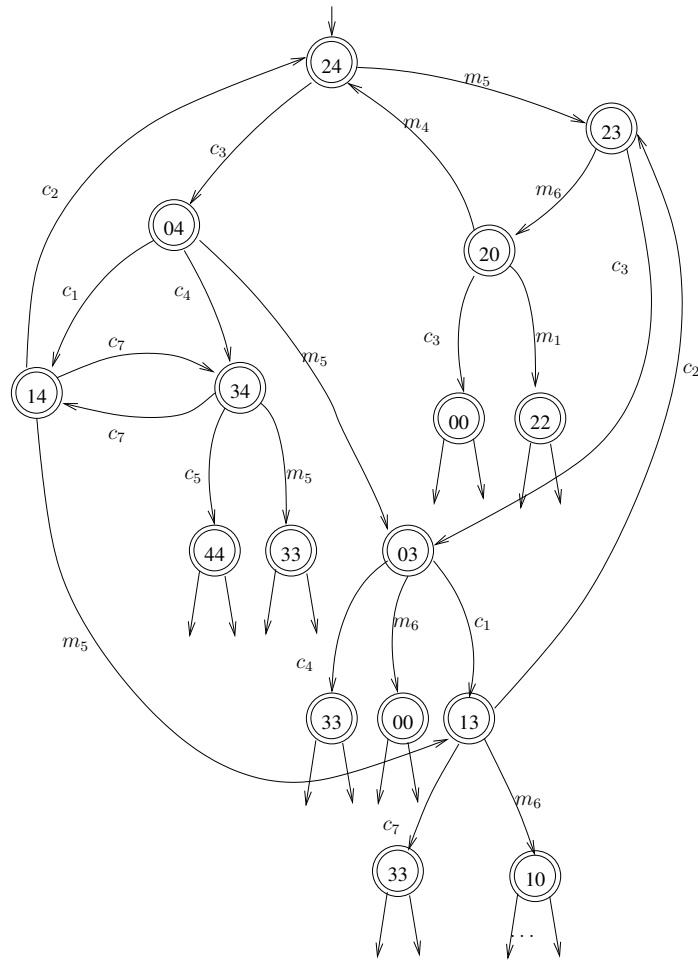 24
m₅
23
m₄
c₃
c₂
m₆
04
20
c₃
c₁
c₄
c₇
m₅
c₃
m₁
c₂
14
34
00
22
c₇
c₅
m₅
44
33
03
m₅
c₄
m₆
c₁
33
00
13
c₇
m₆
33
10
...